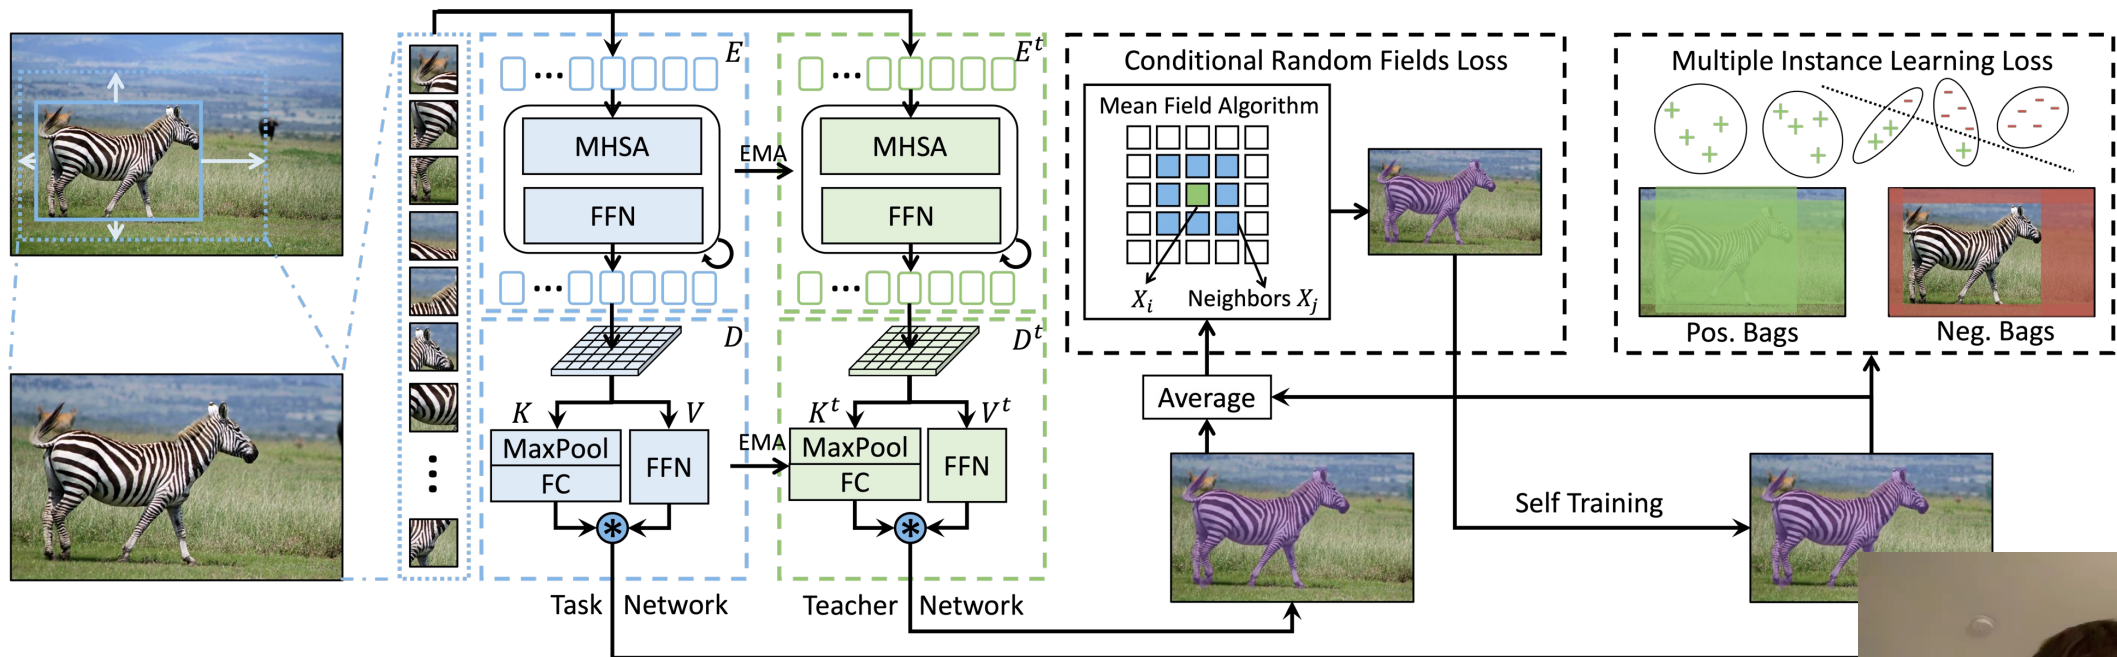 E
MHSA
FFN
D
K
V
MaxPool
FC
FFN
*
Task Network
EMA
EMA
E^t
MHSA
FFN
D^t
K^t
V^t
MaxPool
FC
FFN
*
Teacher Network
Conditional Random Fields Loss
Mean Field Algorithm
X_i
Neighbors X_j
Average
Self Training
Multiple Instance Learning Loss
Pos. Bags
Neg. Bags